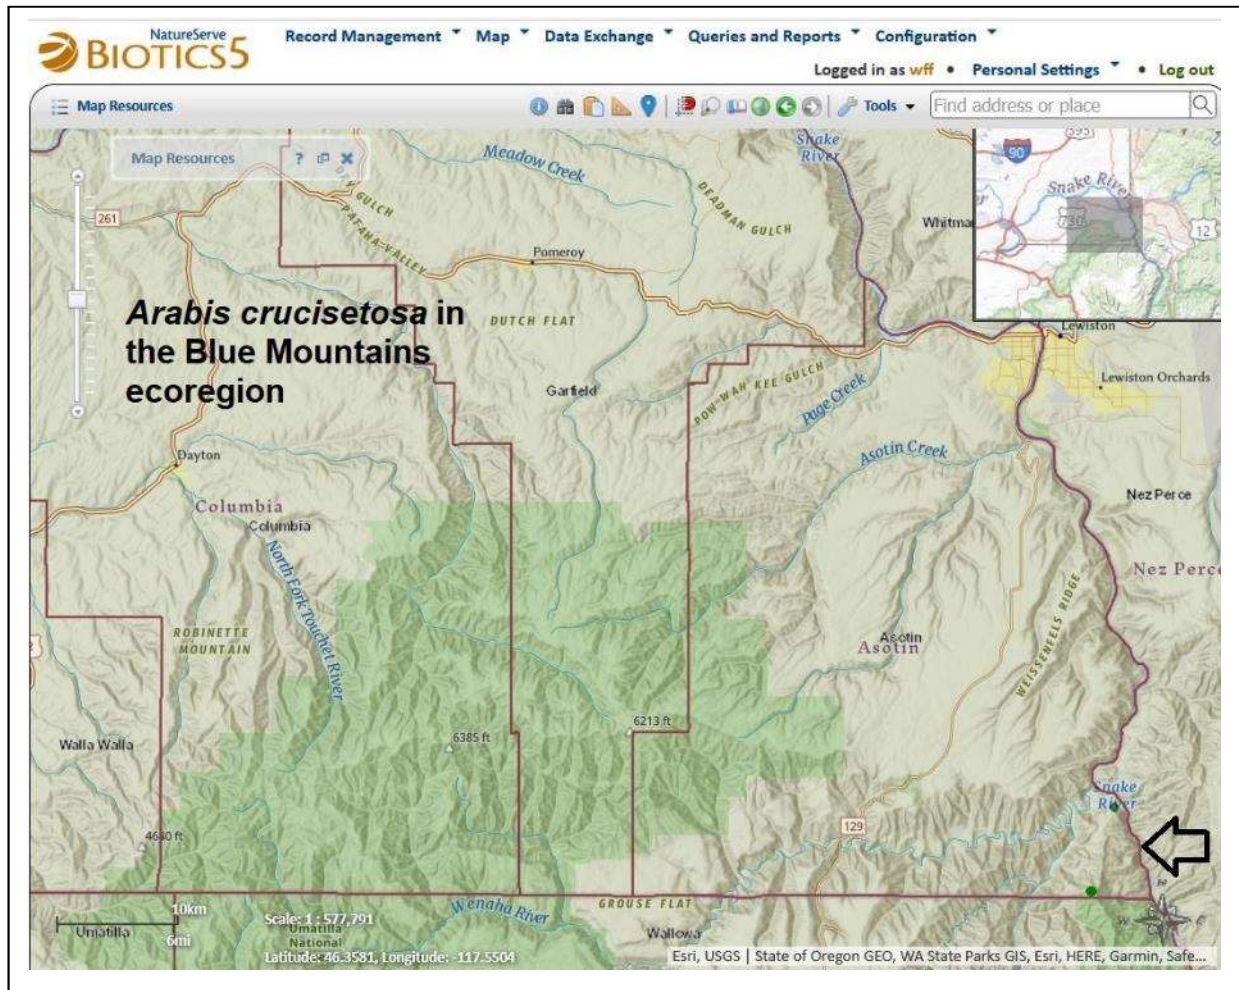 NatureServe
BIOTICS 5
Record Management Map Data Exchange Queries and Reports Configuration
Logged in as wff • Personal Settings • Log out
Map Resources
Tools
Find address or place
Map Resources ? 
Snake River
Meadow Creek
DEADMAN GULCH
Whitma
PATAHA VALLEY
GULCH
261
Pomeroy
90
395
Snake River
730
12
Arabis crucisetosa in
the Blue Mountains
ecoregion
DUTCH FLAT
Garfield
POW WAH KEE GULCH
Page Creek
Lewiston
Lewiston Orchards
Asotin Creek
Dayton
Columbia
Columbia
Nez Perce
Nez Perce
North Fork Touchet River
ROBINETTE
MOUNTAIN
Asotin
Asotin
WEISSENFELS RIDGE
Walla Walla
6385 ft
6213 ft
Snake
River
129
4640 ft
10km
6mi
Umatilla
Scale: 1 : 577,791
Umatilla
National
Latitude: 46.3581, Longitude: -117.5504
Wenaha River
GROUSE FLAT
Wallowa
N
W
E
Esri, USGS | State of Oregon GEO, WA State Parks GIS, Esri, HERE, Garmin, Safe...